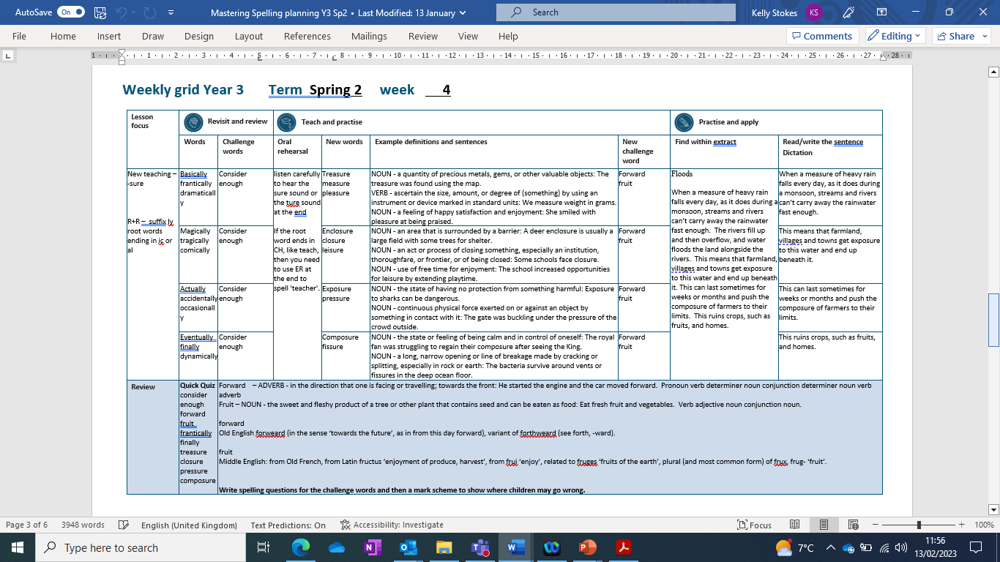 AutoSave On
Mastering Spelling planning Y3 Sp2 • Last Modified: 13 January
Search
Kelly Stokes KS
File Home Insert Draw Design Layout References Mailings Review View Help
Comments Editing Share
1 1 2 3 4 5 6 7 8 9 10 11 12 13 14 15 16 17 18 19 20 21 22 23 24 25 26 27 28
Weekly grid Year 3 Term Spring 2 week 4
Lesson
focus
Revisit and review
Teach and practise
Practise and apply
Words
Challenge
words
Oral
rehearsal
New words
Example definitions and sentences
New
challenge
word
Find within extract
Read/write the sentence
Dictation
New teaching –
-sure
R+R – suffix ly
root words
ending in ic or
al
Basically
frantically
dramaticall
y
Consider
enough
listen carefully
to hear the
sure sound or
the ture sound
at the end
If the root
word ends in
CH, like teach,
then you need
to use ER at
the end to
spell 'teacher'.
Treasure
measure
pleasure
NOUN - a quantity of precious metals, gems, or other valuable objects: The
treasure was found using the map.
VERB - ascertain the size, amount, or degree of (something) by using an
instrument or device marked in standard units: We measure weight in grams.
NOUN - a feeling of happy satisfaction and enjoyment: She smiled with
pleasure at being praised.
Forward
fruit
Floods
When a measure of heavy rain
falls every day, as it does during a
monsoon, streams and rivers
can't carry away the rainwater
fast enough. The rivers fill up
and then overflow, and water
floods the land alongside the
rivers. This means that farmland,
villages and towns get exposure
to this water and end up beneath
it. This can last sometimes for
weeks or months and push the
composure of farmers to their
limits. This ruins crops, such as
fruits, and homes.
When a measure of heavy rain
falls every day, as it does during
a monsoon, streams and rivers
can't carry away the rainwater
fast enough.
Magically
tragically
comically
Consider
enough
Enclosure
closure
leisure
NOUN - an area that is surrounded by a barrier: A deer enclosure is usually a
large field with some trees for shelter.
NOUN - an act or process of closing something, especially an institution,
thoroughfare, or frontier, or of being closed: Some schools face closure.
NOUN - use of free time for enjoyment: The school increased opportunities
for leisure by extending playtime.
Forward
fruit
This means that farmland,
villages and towns get exposure
to this water and end up
beneath it.
Actually
accidentally
occasionall
y
Consider
enough
Exposure
pressure
NOUN - the state of having no protection from something harmful: Exposure
to sharks can be dangerous.
NOUN - continuous physical force exerted on or against an object by
something in contact with it: The gate was buckling under the pressure of the
crowd outside.
Forward
fruit
This can last sometimes for
weeks or months and push the
composure of farmers to their
limits.
Eventually
finally
dynamically
Consider
enough
Composure
fissure
NOUN - the state or feeling of being calm and in control of oneself: The royal
fan was struggling to regain their composure after seeing the King.
NOUN - a long, narrow opening or line of breakage made by cracking or
splitting, especially in rock or earth: The bacteria survive around vents or
fissures in the deep ocean floor.
Forward
fruit
This ruins crops, such as fruits,
and homes.
Review
Quick Quiz
consider
enough
forward
fruit
frantically
finally
treasure
closure
pressure
composure
Forward – ADVERB - in the direction that one is facing or travelling; towards the front: He started the engine and the car moved forward. Pronoun verb determiner noun conjunction determiner noun verb
adverb
Fruit – NOUN - the sweet and fleshy product of a tree or other plant that contains seed and can be eaten as food: Eat fresh fruit and vegetables. Verb adjective noun conjunction noun.
forward
Old English forweard (in the sense 'towards the future', as in from this day forward), variant of forthweard (see forth, -ward).
fruit
Middle English: from Old French, from Latin fructus 'enjoyment of produce, harvest', from frui 'enjoy', related to fruges 'fruits of the earth', plural (and most common form) of frux, frug- 'fruit'.
Write spelling questions for the challenge words and then a mark scheme to show where children may go wrong.
Page 3 of 6 3948 words English (United Kingdom) Text Predictions: On Accessibility: Investigate Focus 100%
Type here to search
7°C
11:56
13/02/2023